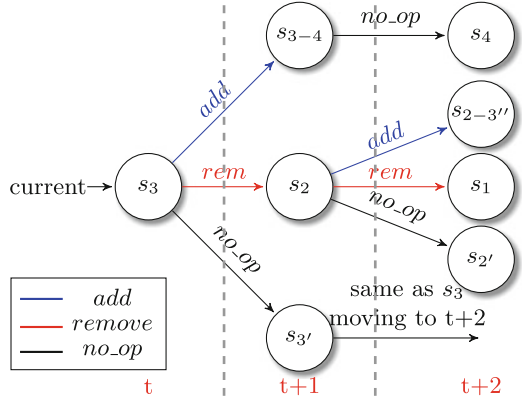 no_op
s3−4
s4
add
s2−3′′
add
current
s3
rem
s2
rem
s1
no_op
no_op
s2′
same as s3
moving to t+2
s3′
add
remove
no_op
t
t+1
t+2